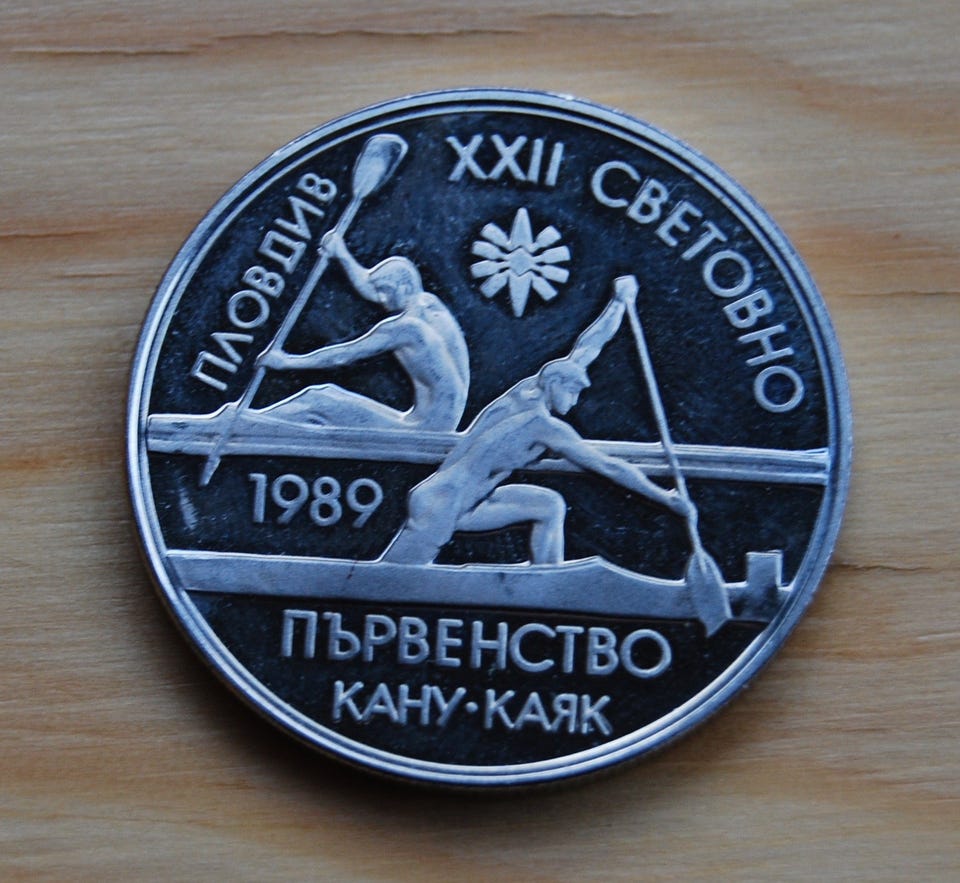 ПЛОВДИВ
XXII СВЕТОВНО
1989
ПЪРВЕНСТВО
КАНУ·КАЯК